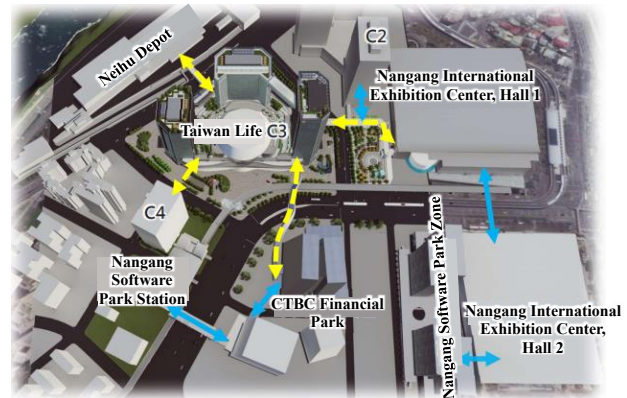 C2
Neihu Depot
Nangang International
Exhibition Center, Hall 1
Taiwan Life
C3
C4
Nangang
Software
Park Station
CTBC Financial
Park
Nangang Software Park Zone
Nangang International
Exhibition Center,
Hall 2